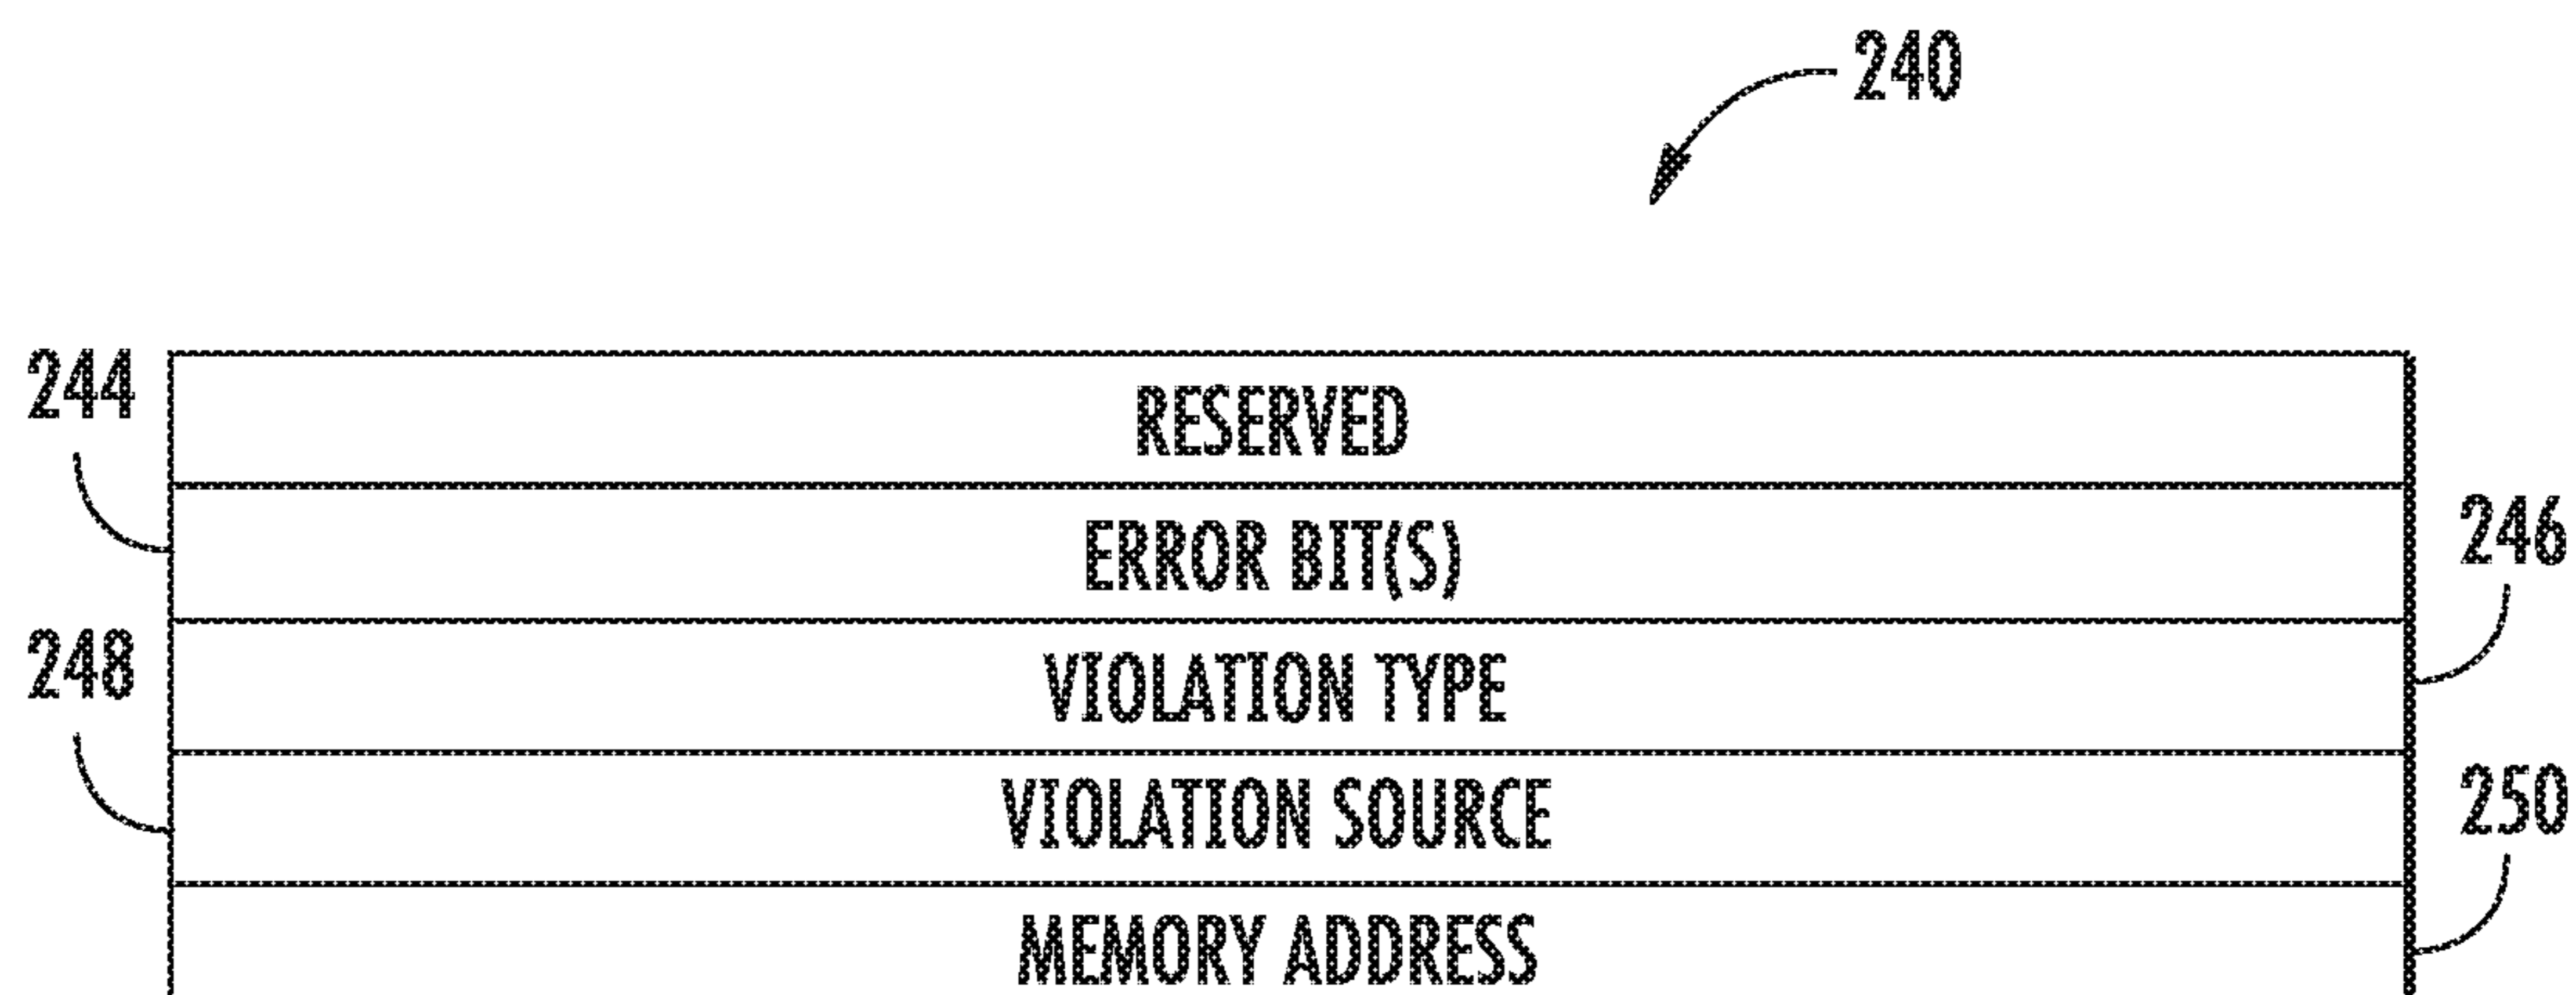 240
244
RESERVED
ERROR BIT(S)
246
248
VIOLATION TYPE
VIOLATION SOURCE
250
MEMORY ADDRESS